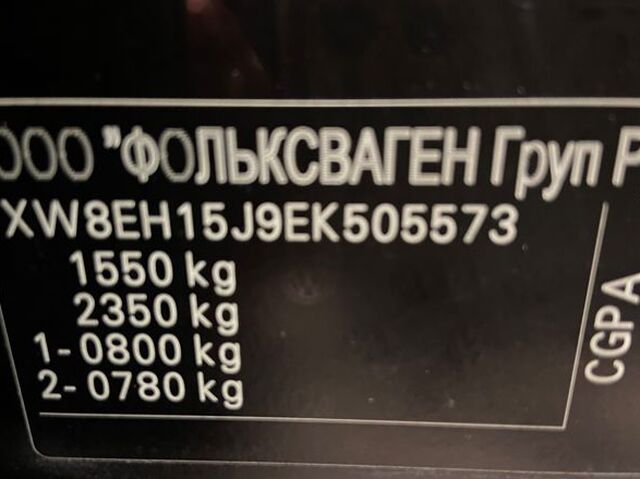 ООО "ФОЛЬКСВАГЕН Груп Р
XW8EH15J9EK505573
1550 kg
2350 kg
1-0800 kg
2-0780 kg
CGPA